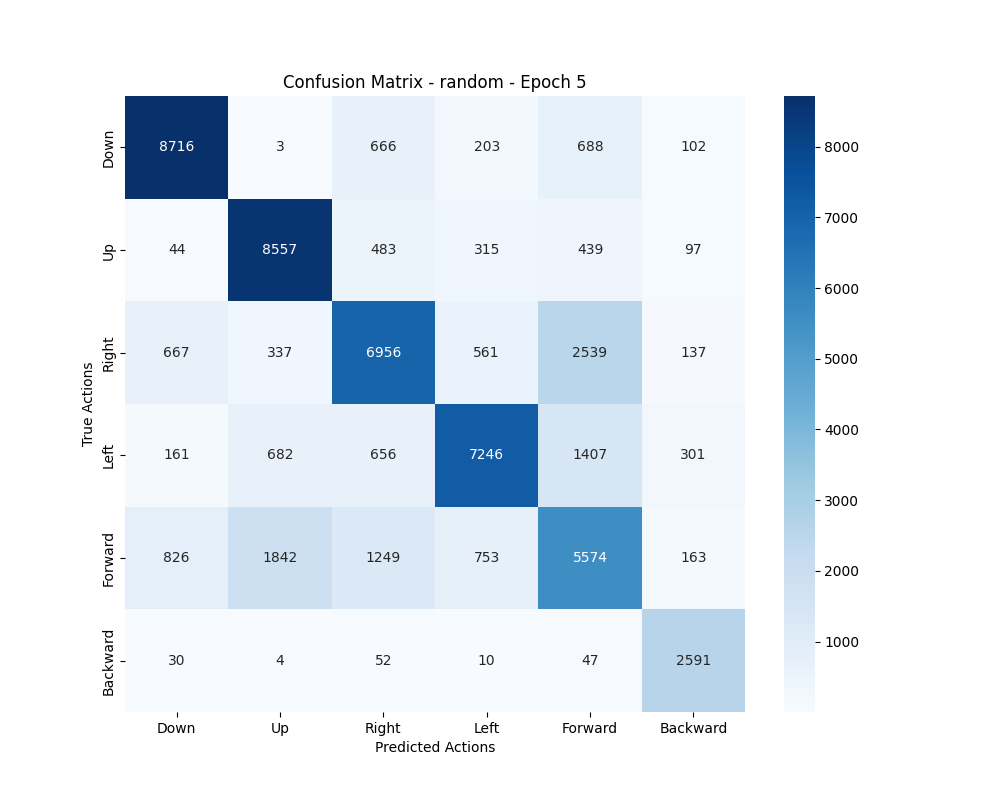 Confusion Matrix - random - Epoch 5
True Actions
Down 8716 3 666 203 688 102
Up 44 8557 483 315 439 97
Right 667 337 6956 561 2539 137
Left 161 682 656 7246 1407 301
Forward 826 1842 1249 753 5574 163
Backward 30 4 52 10 47 2591
Down Up Right Left Forward Backward
Predicted Actions
8000
7000
6000
5000
4000
3000
2000
1000